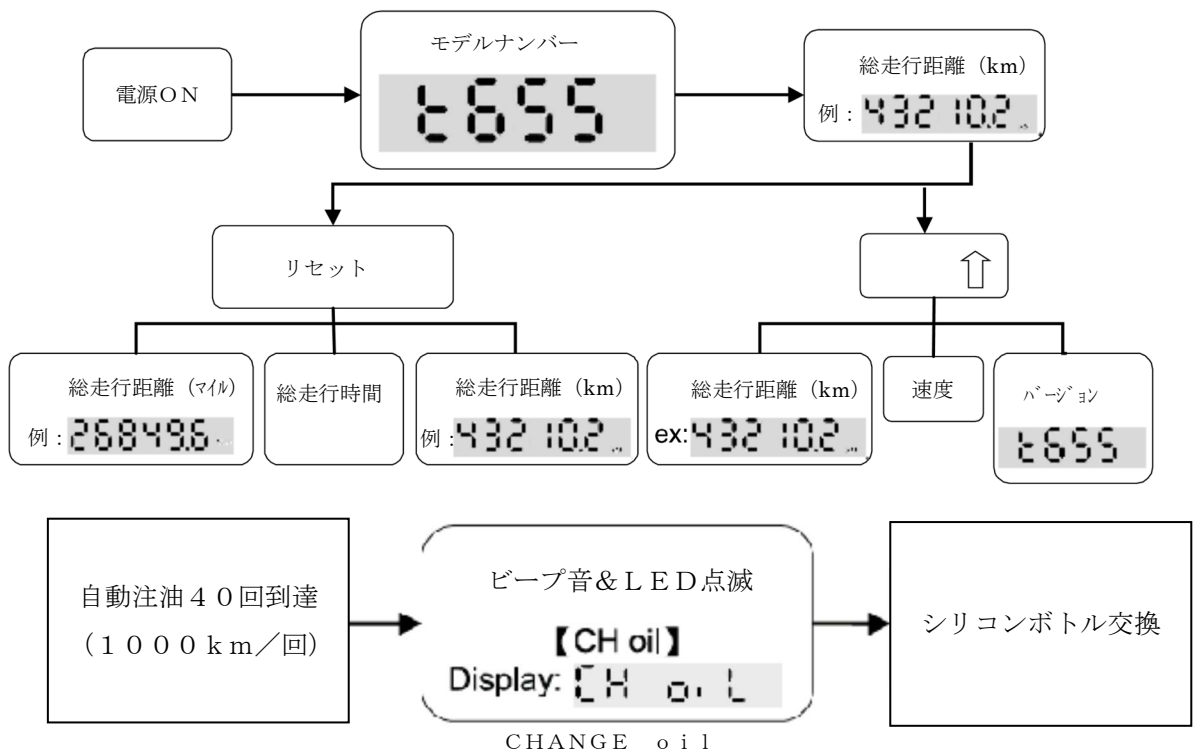 電源ON
モデルナンバー
t655
総走行距離(km)
例:43210.2
リセット
⇧
総走行距離(マイル)
例:26849.6
総走行時間
総走行距離(km)
例:43210.2
総走行距離(km)
ex:43210.2
速度
バージョン
t655
自動注油40回到達
(1000km/回)
ビープ音&LED点滅
【CH oil】
Display: CH oiL
シリコンボトル交換
CHANGE oil